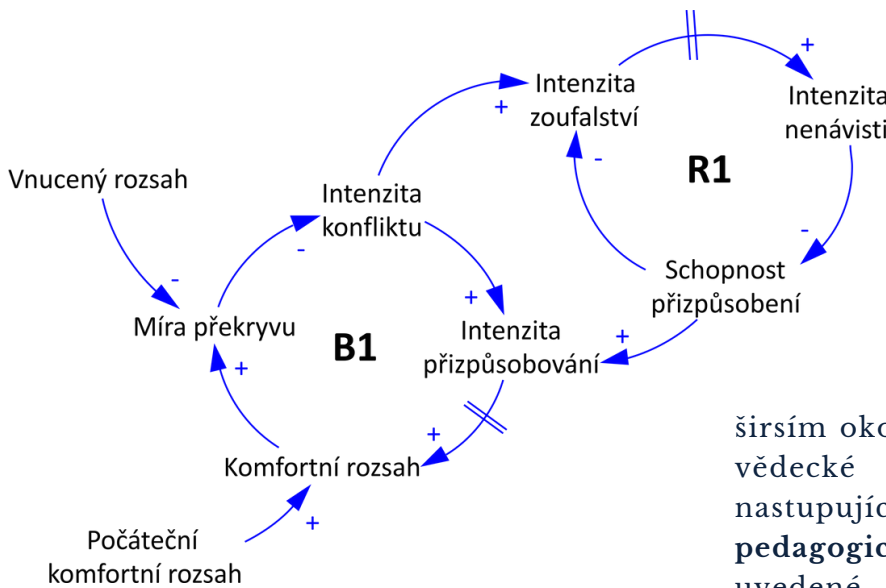 Intenzita
zoufalství
+
+
Intenzita
nenávisti
-
R1
Vnucený rozsah
Intenzita
konfliktu
-
Schopnost
přizpůsobení
-
-
+
Míra překryvu
B1
Intenzita
přizpůsobování
+
+
+
Komfortní rozsah
+
Počáteční
komfortní rozsah
širsím oko
vědecké
nastupujíc
pedagogic
uvedené